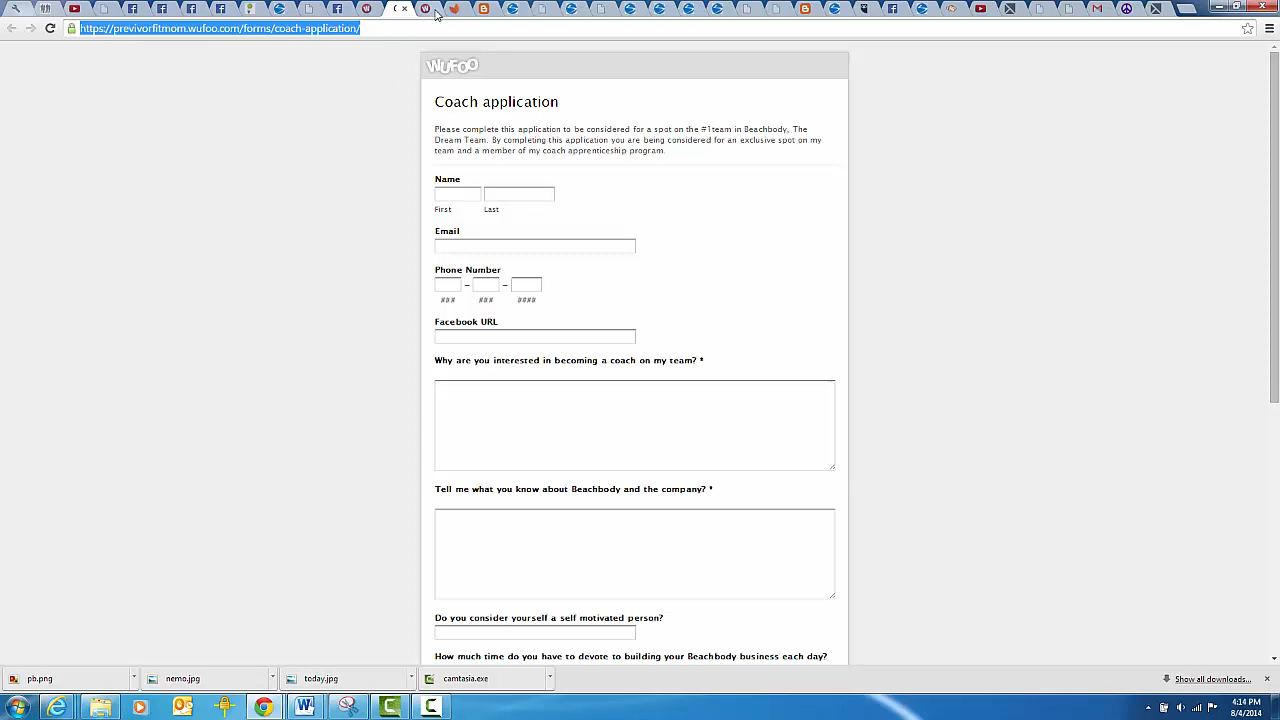 https://previvorfitmom.wufoo.com/forms/coach-application/
WUFOO
Coach application
Please complete this application to be considered for a spot on the #1team in Beachbody, The
Dream Team. By completing this application you are being considered for an exclusive spot on my
team and a member of my coach apprenticeship program.
Name
First Last
Email
Phone Number
– –
### ### ####
Facebook URL
Why are you interested in becoming a coach on my team? *
Tell me what you know about Beachbody and the company? *
Do you consider yourself a self motivated person?
How much time do you have to devote to building your Beachbody business each day?
pb.png nemo.jpg today.jpg camtasia.exe Show all downloads...
4:14 PM
8/4/2014